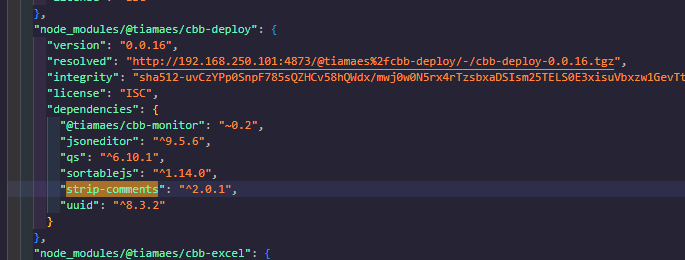 },
"node_modules/@tiamaes/cbb-deploy": {
"version": "0.0.16",
"resolved": "http://192.168.250.101:4873/@tiamaes%2fcbb-deploy/-/cbb-deploy-0.0.16.tgz",
"integrity": "sha512-uvCzYPp0SnpF785sQZHCv58hQWdx/mwj0w0N5rx4rTzsbxaDSIsm25TELS0E3xisuVbxzw1GevTt
"license": "ISC",
"dependencies": {
"@tiamaes/cbb-monitor": "~0.2",
"jsoneditor": "^9.5.6",
"qs": "^6.10.1",
"sortablejs": "^1.14.0",
"strip-comments": "^2.0.1",
"uuid": "^8.3.2"
}
},
"node_modules/@tiamaes/cbb-excel": {